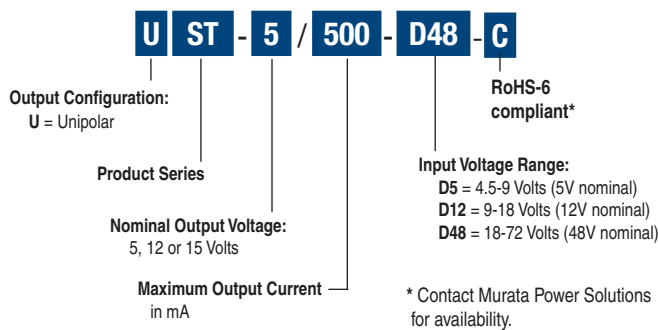 U ST - 5 / 500 - D48 - C
Output Configuration:
U = Unipolar
RoHS-6
compliant*
Product Series
Input Voltage Range:
D5 = 4.5-9 Volts (5V nominal)
D12 = 9-18 Volts (12V nominal)
D48 = 18-72 Volts (48V nominal)
Nominal Output Voltage:
5, 12 or 15 Volts
Maximum Output Current
in mA
* Contact Murata Power Solutions
for availability.